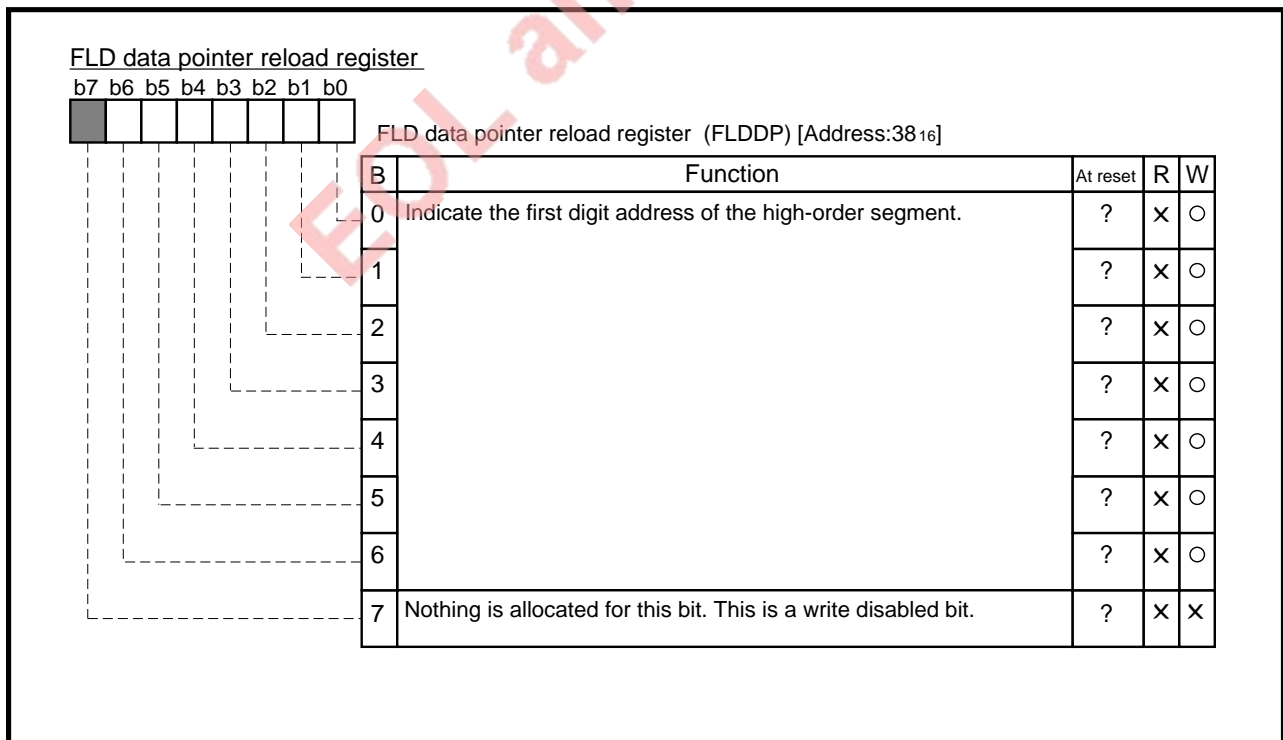 FLD data pointer reload register
b7 b6 b5 b4 b3 b2 b1 b0
FLD data pointer reload register (FLDDP) [Address:3816]
B Function At reset R W
0 Indicate the first digit address of the high-order segment. ? × ○
1 ? × ○
2 ? × ○
3 ? × ○
4 ? × ○
5 ? × ○
6 ? × ○
7 Nothing is allocated for this bit. This is a write disabled bit. ? × ×
EOL